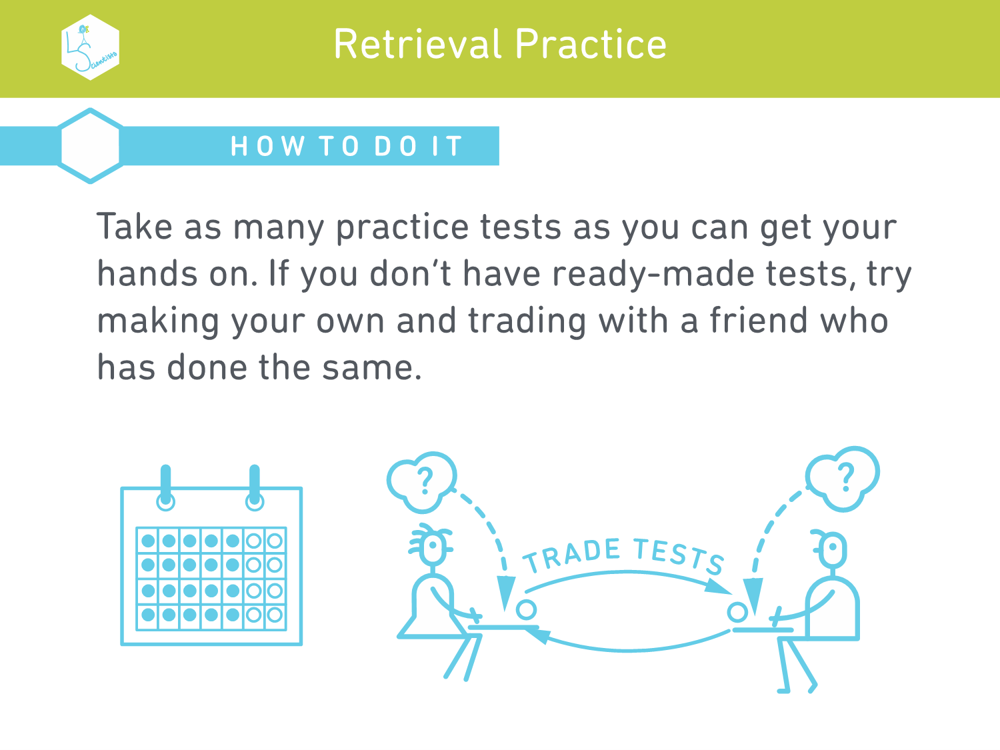 LS cientists
Retrieval Practice
HOW TO DO IT
Take as many practice tests as you can get your
hands on. If you don't have ready-made tests, try
making your own and trading with a friend who
has done the same.
?
?
TRADE TESTS